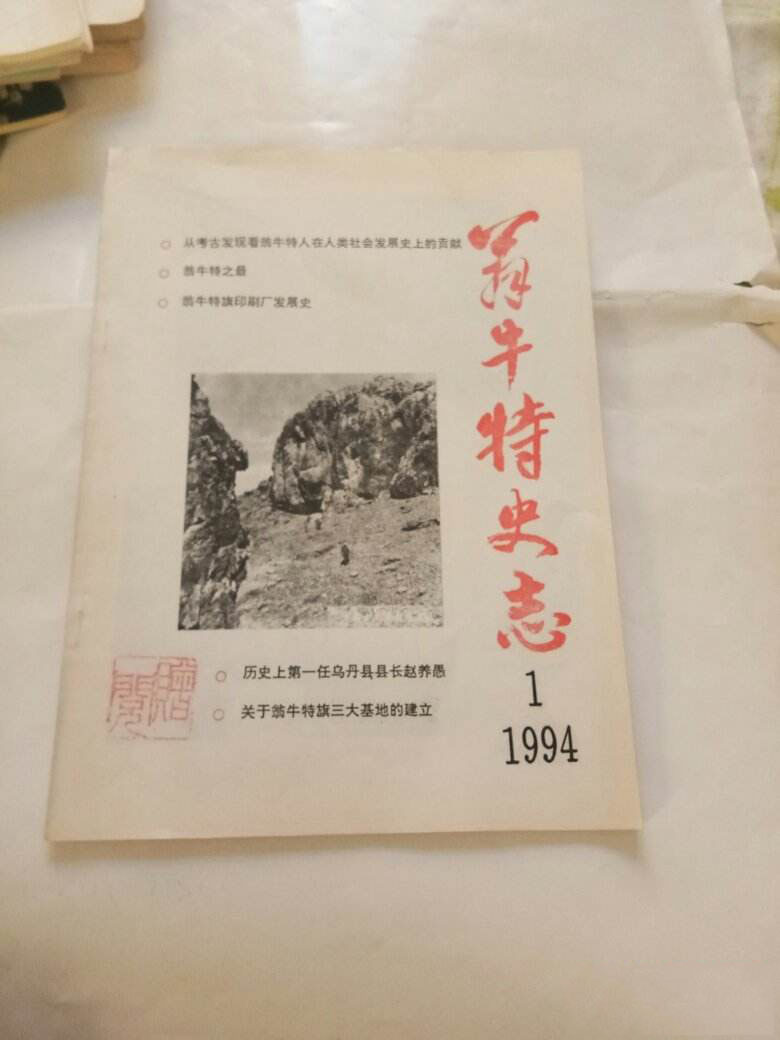 从考古发现看翁牛特人在人类社会发展史上的贡献
翁牛特之最
翁牛特旗印刷厂发展史
翁牛特史志
历史上第一任乌丹县县长赵养愚
关于翁牛特旗三大基地的建立
1
1994
赠阅